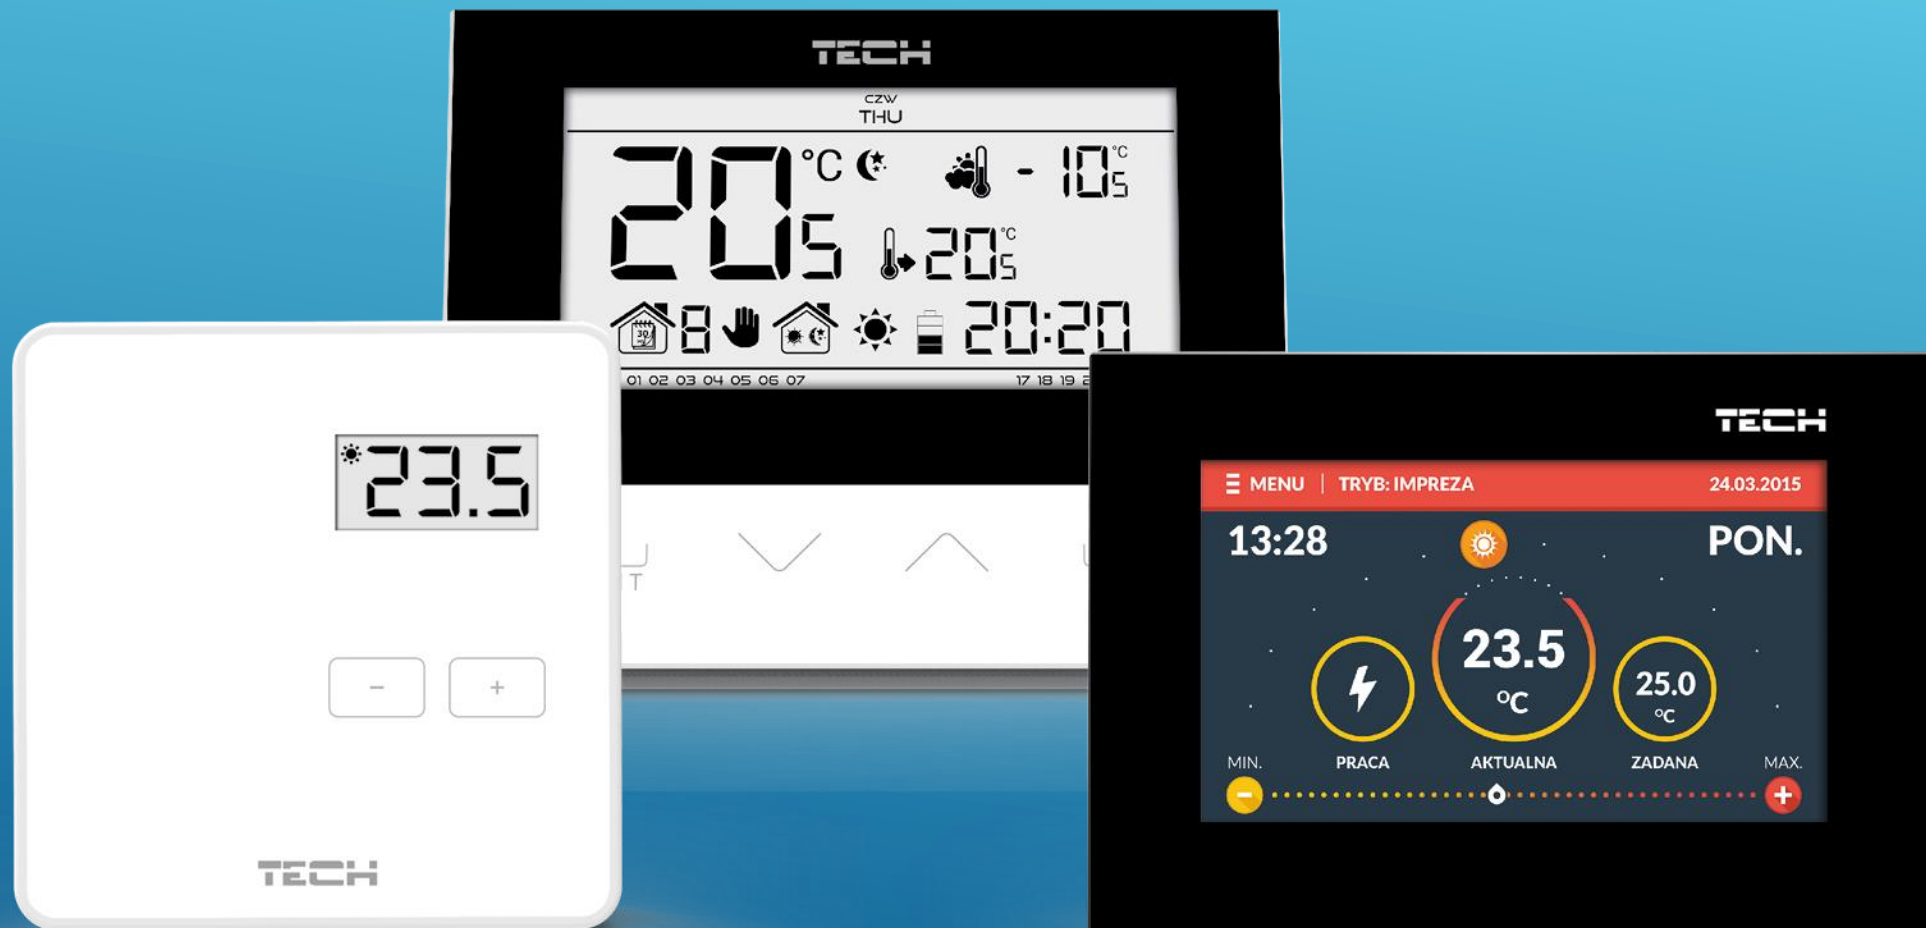 TECH
CZW
THU
20.5 °C
- 10.5 °C
20.5 °C
30
8
20:20
01 02 03 04 05 06 07
17 18 19
23.5
-
+
TECH
T
TECH
MENU | TRYB: IMPREZA 24.03.2015
13:28 PON.
23.5
°C
25.0
°C
MIN. PRACA AKTUALNA ZADANA MAX.
- +